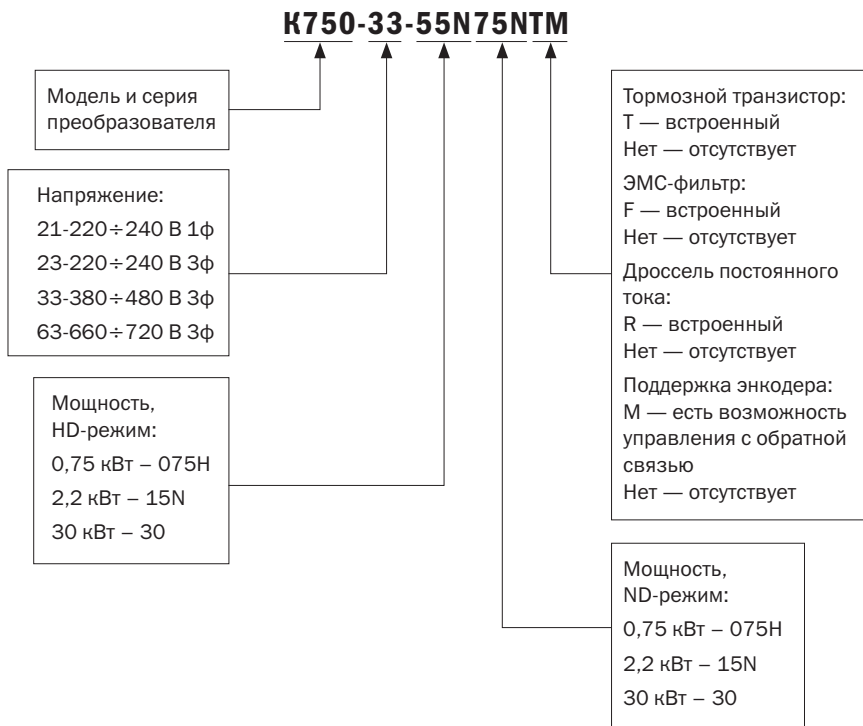 К750-33-55N75NTM
Модель и серия
преобразователя
Напряжение:
21-220÷240 В 1ф
23-220÷240 В 3ф
33-380÷480 В 3ф
63-660÷720 В 3ф
Мощность,
HD-режим:
0,75 кВт – 075H
2,2 кВт – 15N
30 кВт – 30
Тормозной транзистор:
Т — встроенный
Нет — отсутствует
ЭМС-фильтр:
F — встроенный
Нет — отсутствует
Дроссель постоянного
тока:
R — встроенный
Нет — отсутствует
Поддержка энкодера:
М — есть возможность
управления с обратной
связью
Нет — отсутствует
Мощность,
ND-режим:
0,75 кВт – 075H
2,2 кВт – 15N
30 кВт – 30